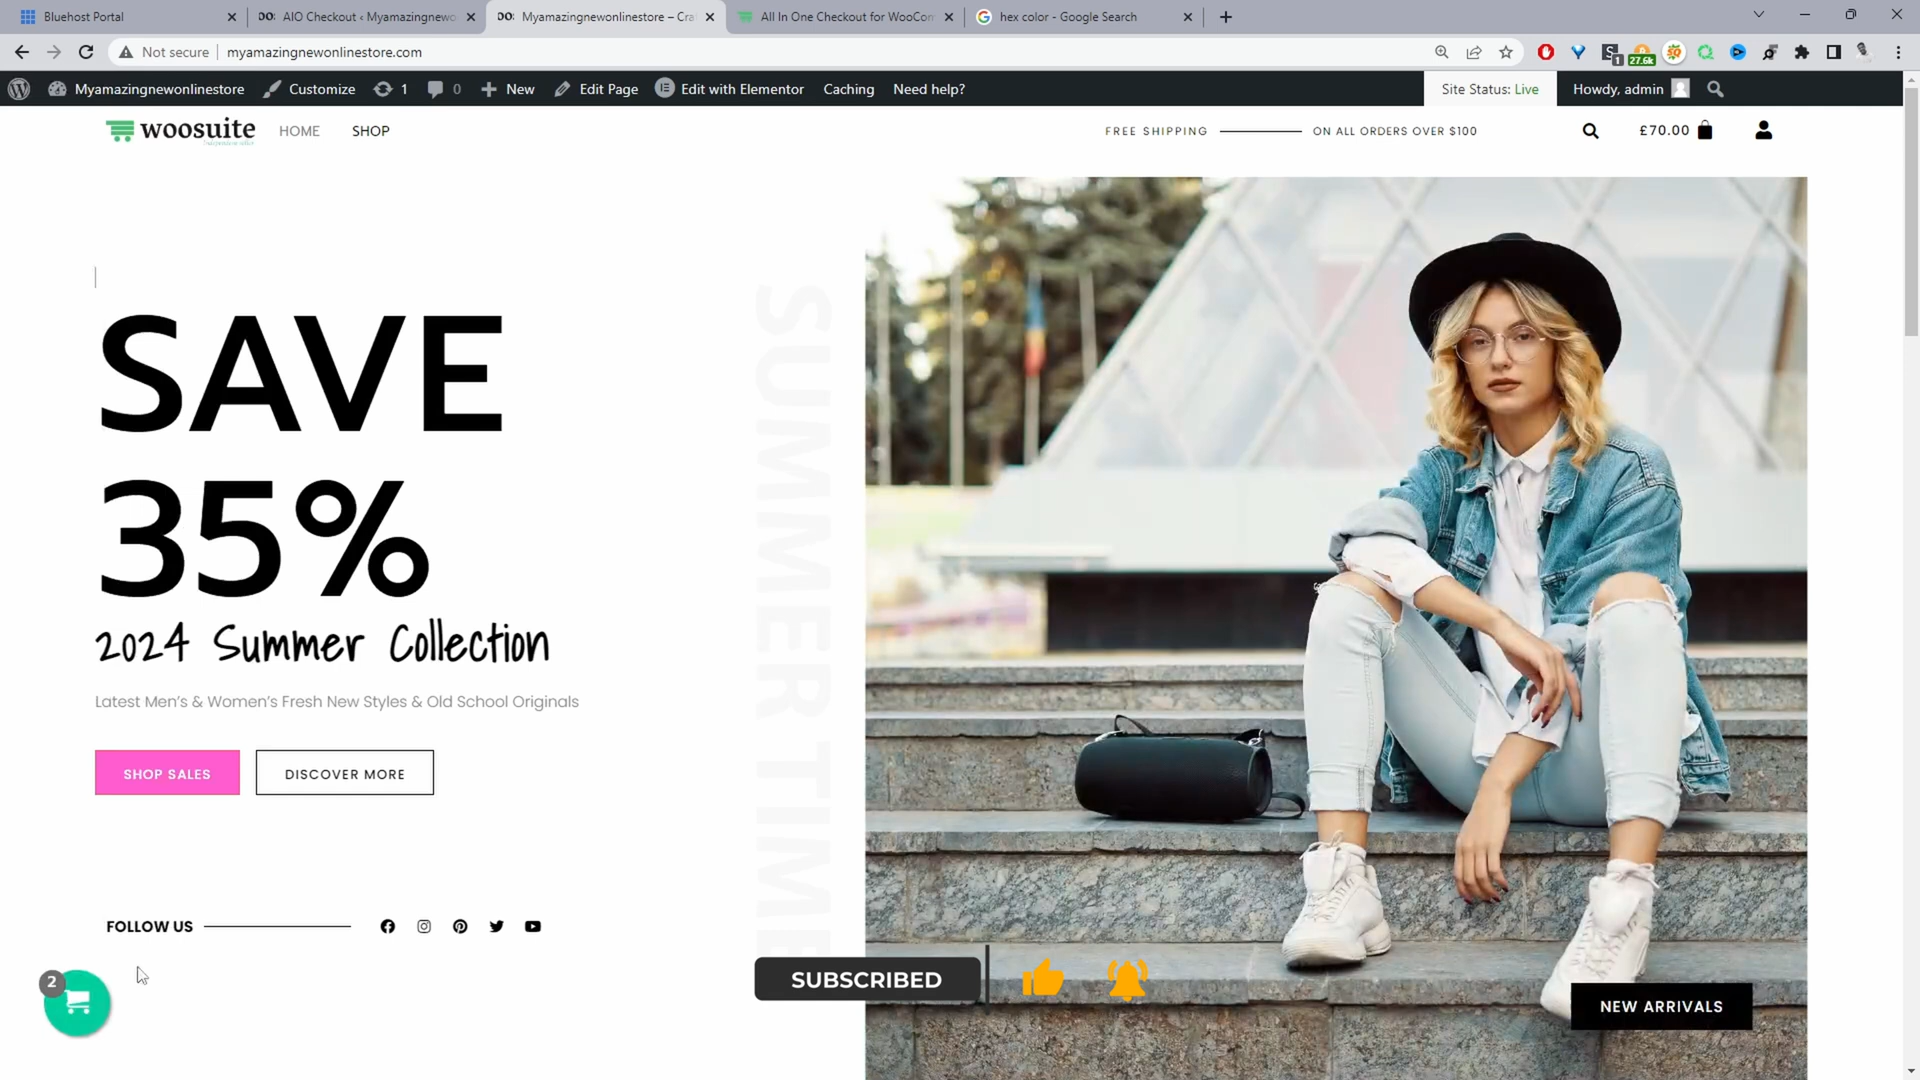 Bluehost Portal
AIO Checkout ‹ Myamazingnewo
Myamazingnewonlinestore – Cra
All In One Checkout for WooCom
hex color - Google Search
Not secure
myamazingnewonlinestore.com
1
27.6k
Myamazingnewonlinestore
Customize
1
0
New
Edit Page
Edit with Elementor
Caching
Need help?
Site Status: Live
Howdy, admin
woosuite
HOME
SHOP
FREE SHIPPING
ON ALL ORDERS OVER $100
£70.00
SAVE
35%
2024 Summer Collection
Latest Men's & Women's Fresh New Styles & Old School Originals
SHOP SALES
DISCOVER MORE
SUMMER TIME
FOLLOW US
2
SUBSCRIBED
NEW ARRIVALS